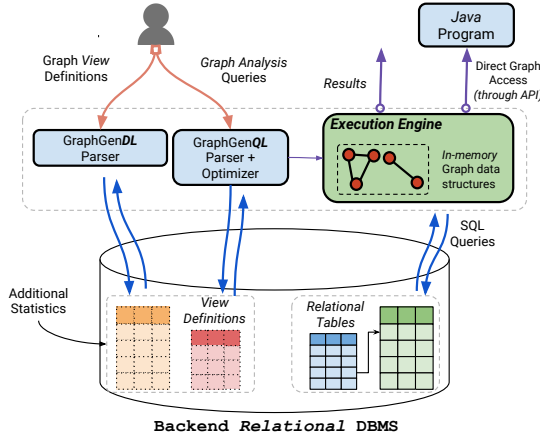 Java
Program
Graph View
Definitions
Graph Analysis
Queries
Results
Direct Graph
Access
(through API)
GraphGenDL
Parser
GraphGenQL
Parser +
Optimizer
Execution Engine
In-memory
Graph data
structures
SQL
Queries
Additional
Statistics
View
Definitions
Relational
Tables
Backend Relational DBMS